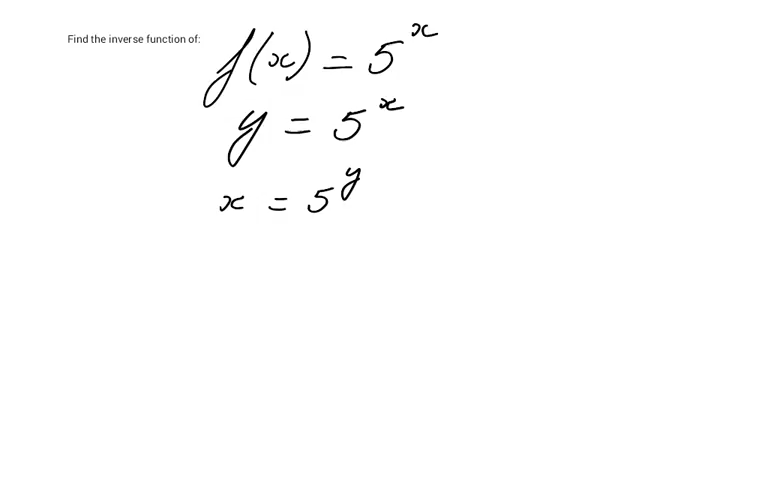 Find the inverse function of: f(x) = 5^x
y = 5^x
x = 5^y